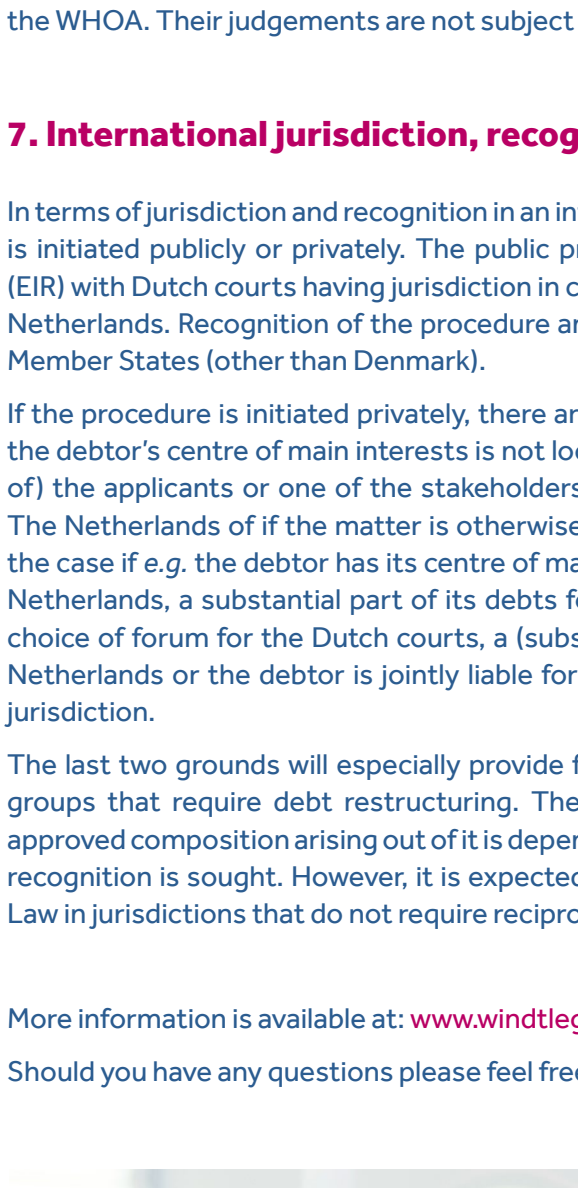 the WHOA. Their judgements are not subject
7. International jurisdiction, recog
In terms of jurisdiction and recognition in an in
is initiated publicly or privately. The public pr
(EIR) with Dutch courts having jurisdiction in c
Netherlands. Recognition of the procedure ar
Member States (other than Denmark).
If the procedure is initiated privately, there ar
the debtor's centre of main interests is not loc
of) the applicants or one of the stakeholders
The Netherlands of if the matter is otherwise
the case if e.g. the debtor has its centre of ma
Netherlands, a substantial part of its debts fo
choice of forum for the Dutch courts, a (subs
Netherlands or the debtor is jointly liable for
jurisdiction.
The last two grounds will especially provide f
groups that require debt restructuring. The
approved composition arising out of it is deper
recognition is sought. However, it is expected
Law in jurisdictions that do not require recipro
More information is available at: www.windtleg
Should you have any questions please feel free